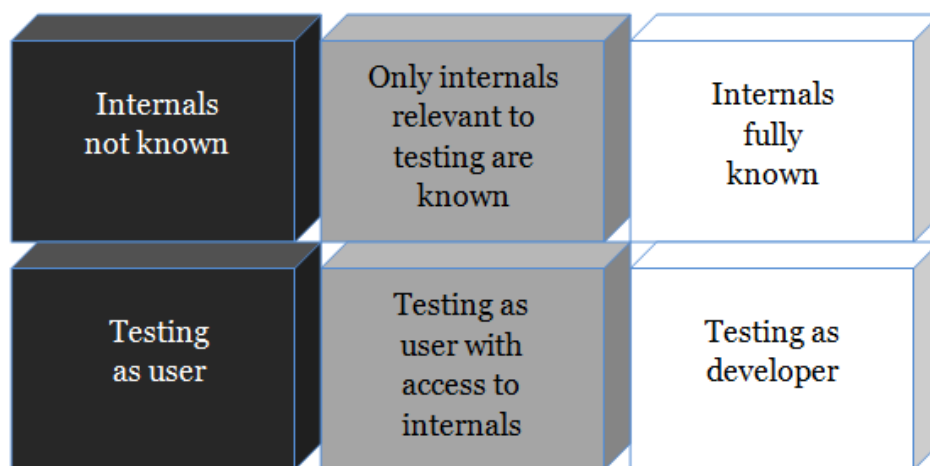 Internals
not known
Only internals
relevant to
testing are
known
Internals
fully
known
Testing
as user
Testing as
user with
access to
internals
Testing as
developer